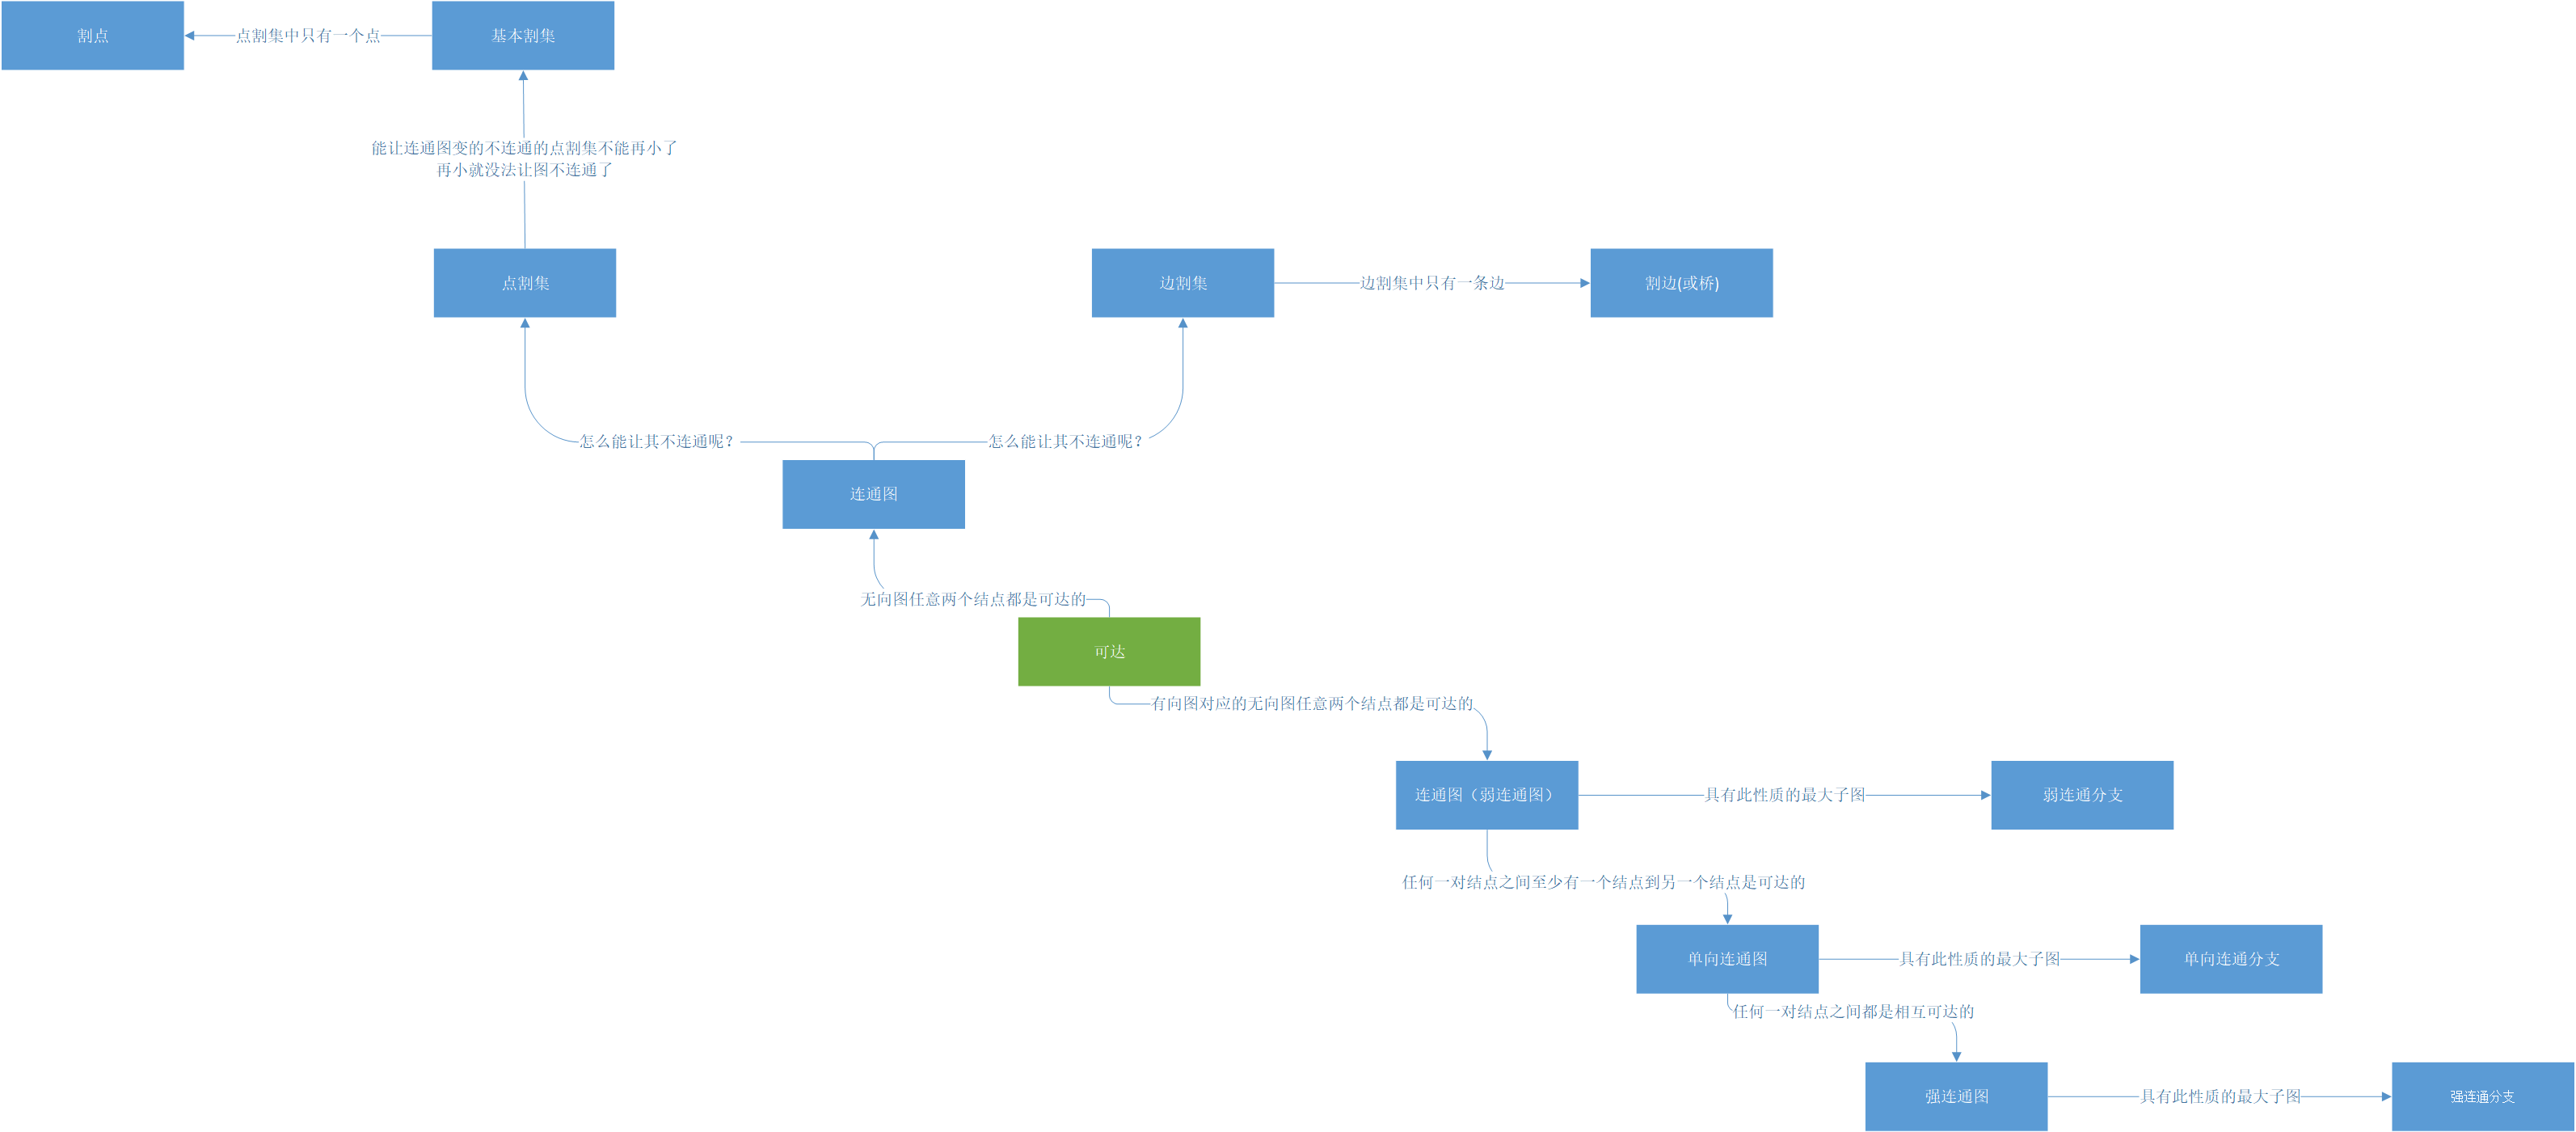 割点
点割集中只有一个点
基本割集
能让连通图变的不连通的点割集不能再小了
再小就没法让图不连通了
点割集
边割集
边割集中只有一条边
割边(或桥)
怎么能让其不连通呢？
怎么能让其不连通呢？
连通图
无向图任意两个结点都是可达的
可达
有向图对应的无向图任意两个结点都是可达的
连通图（弱连通图）
具有此性质的最大子图
弱连通分支
任何一对结点之间至少有一个结点到另一个结点是可达的
单向连通图
具有此性质的最大子图
单向连通分支
任何一对结点之间都是相互可达的
强连通图
具有此性质的最大子图
强连通分支